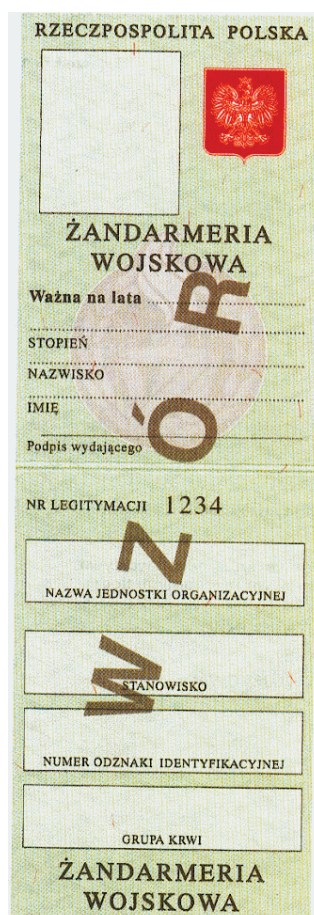 RZECZPOSPOLITA POLSKA
ŻANDARMERIA
WOJSKOWA
Ważna na lata
STOPIEŃ
NAZWISKO
IMIĘ
Podpis wydającego
NR LEGITYMACJI 1234
NAZWA JEDNOSTKI ORGANIZACYJNEJ
STANOWISKO
NUMER ODZNAKI IDENTYFIKACYJNEJ
GRUPA KRWI
ŻANDARMERIA
WOJSKOWA
WZÓR